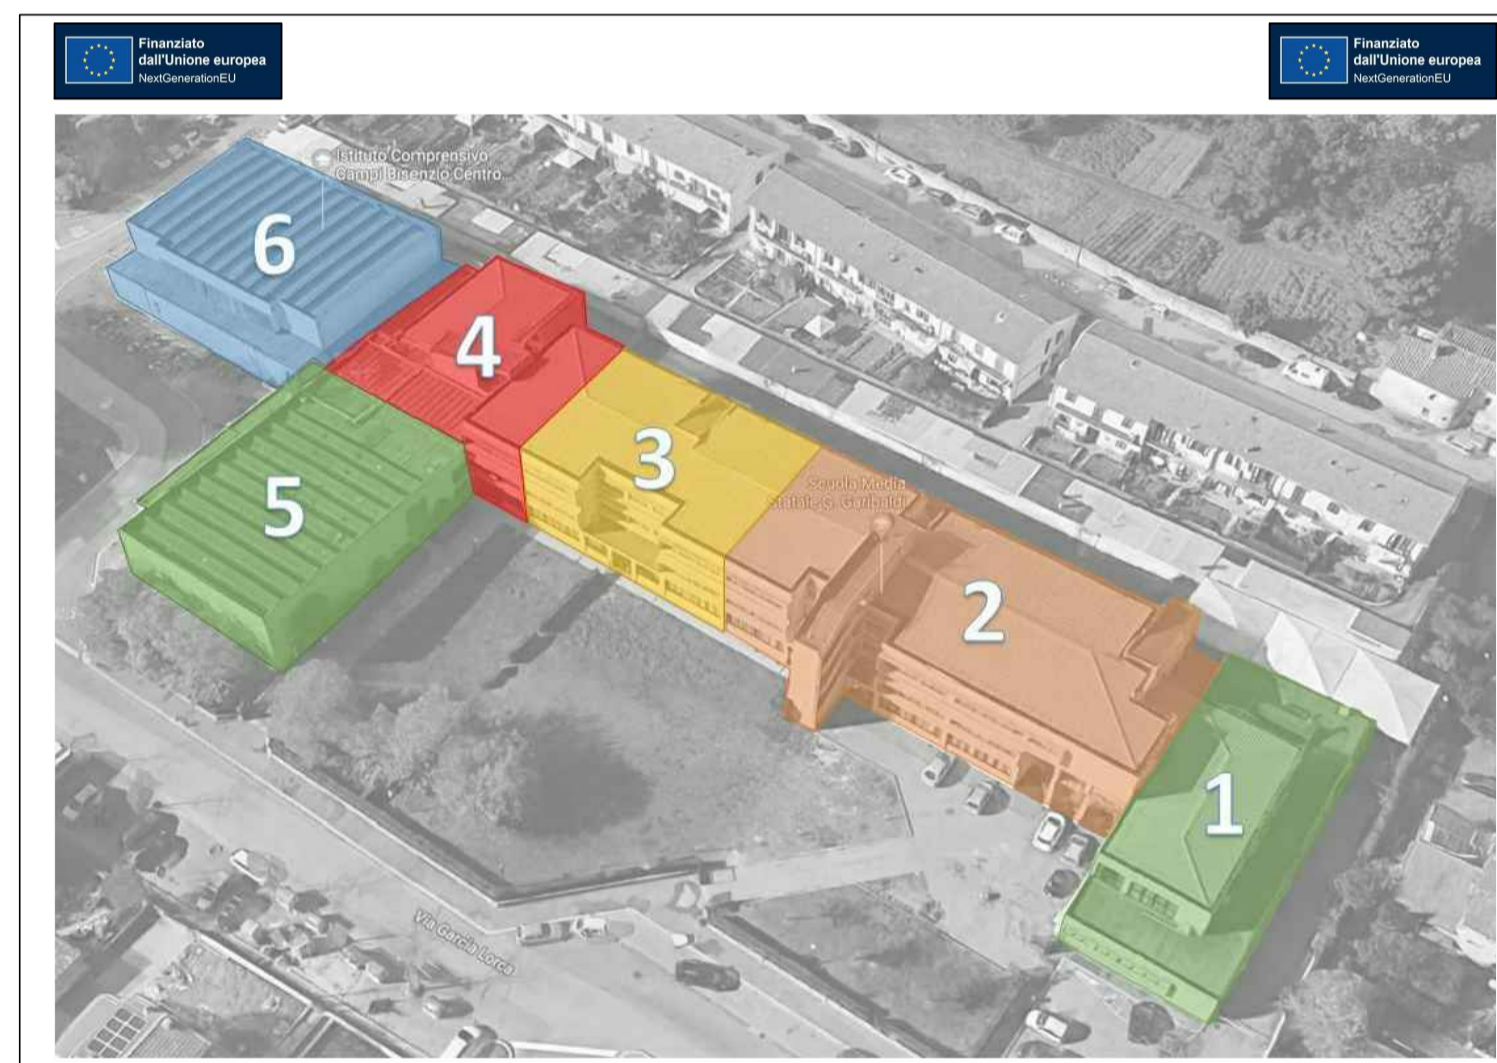 Finanziato
dall'Unione europea
NextGenerationEU
Finanziato
dall'Unione europea
NextGenerationEU
Istituto Comprensivo
Campi Bisenzio Centro...
6
4
3
Scuola Media
Statale G. Garibaldi
5
2
1
Via Garcia Lorca